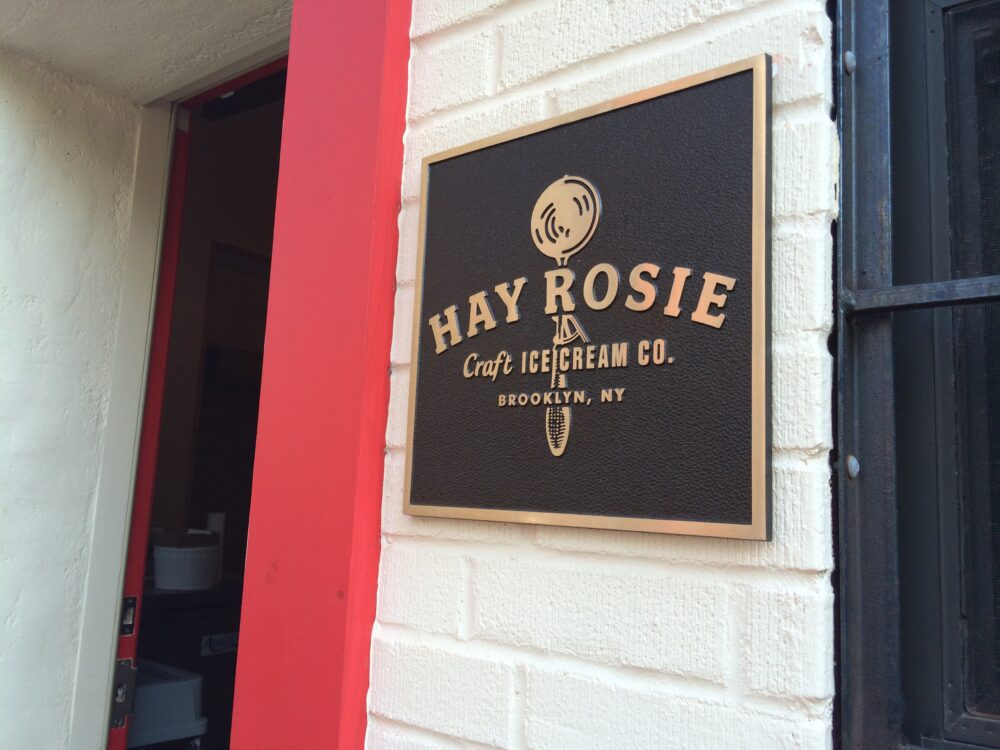 HAY ROSIE
Craft ICE CREAM CO.
BROOKLYN, NY